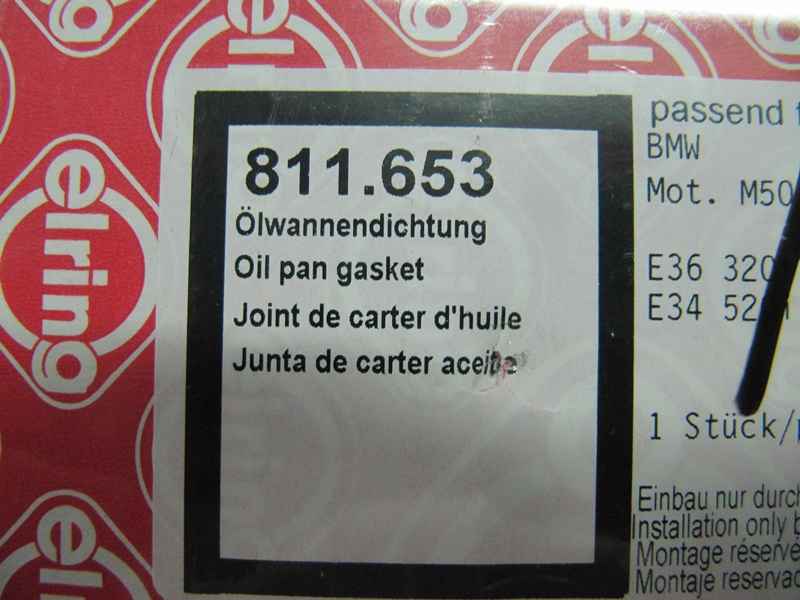 elring
811.653
Ölwannendichtung
Oil pan gasket
Joint de carter d'huile
Junta de carter aceite
passend
BMW
Mot. M50
E36 320
E34 52
1 Stück/
Einbau nur durch
Installation only
Montage réservé
Montaje reservad
elring